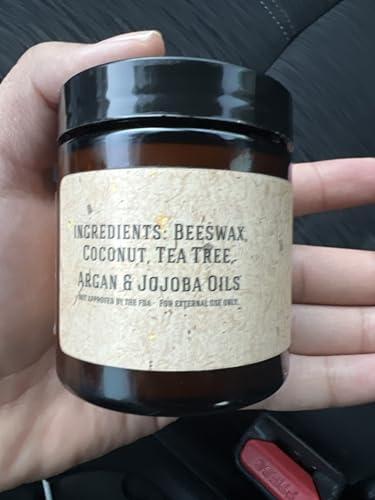 INGREDIENTS: BEESWAX,
COCONUT, TEA TREE,
ARGAN & JOJOBA OILS
NOT APPROVED BY THE FDA - FOR EXTERNAL USE ONLY.